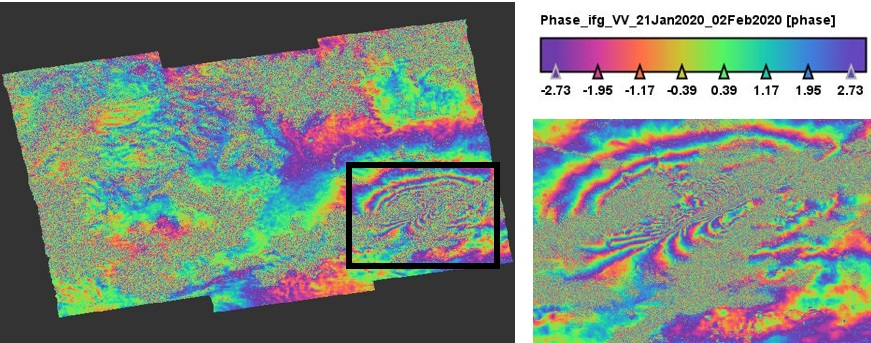 Phase_ifg_VV_21Jan2020_02Feb2020 [phase]
-2.73 -1.95 -1.17 -0.39 0.39 1.17 1.95 2.73